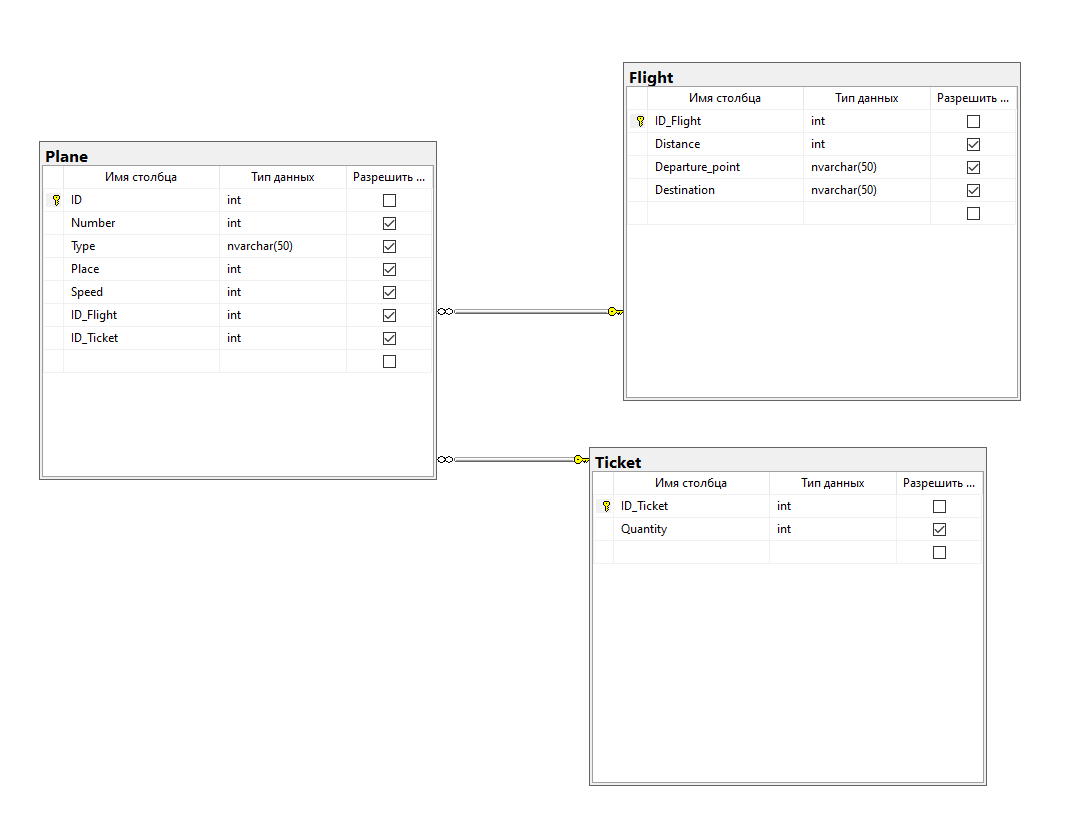 Plane
Имя столбца Тип данных Разрешить ...
ID int
Number int
Type nvarchar(50)
Place int
Speed int
ID_Flight int
ID_Ticket int
Flight
Имя столбца Тип данных Разрешить ...
ID_Flight int
Distance int
Departure_point nvarchar(50)
Destination nvarchar(50)
Ticket
Имя столбца Тип данных Разрешить ...
ID_Ticket int
Quantity int